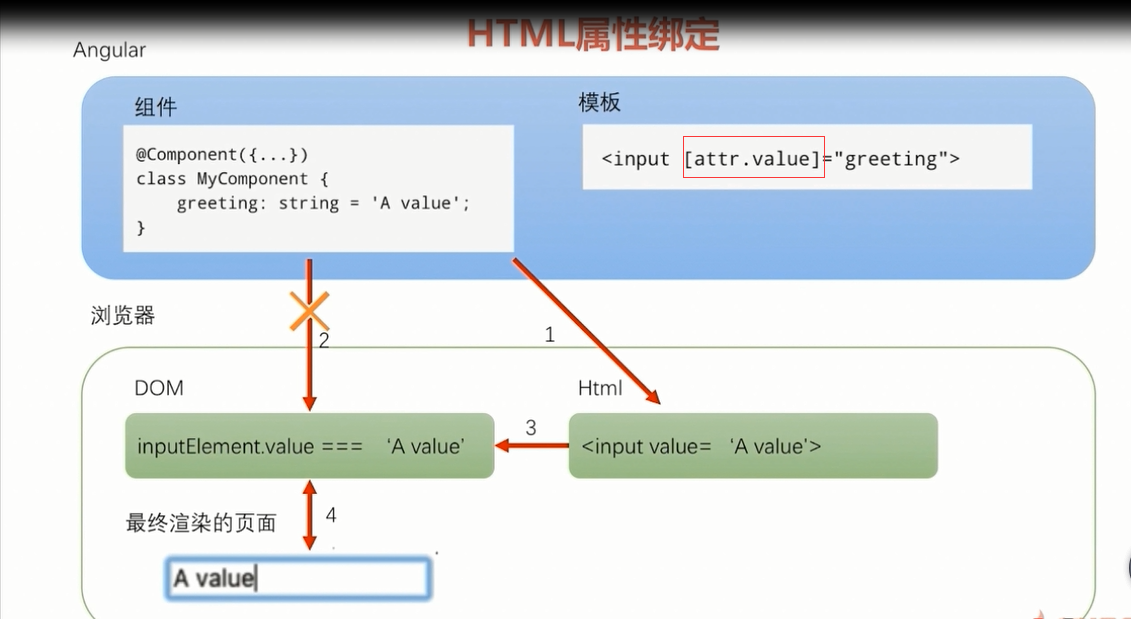 HTML属性绑定
Angular
组件
@Component({...})
class MyComponent {
greeting: string = 'A value';
}
模板
<input [attr.value]="greeting">
浏览器
2
1
DOM
inputElement.value === ‘A value’
3
Html
<input value= ‘A value'>
最终渲染的页面
4
A value